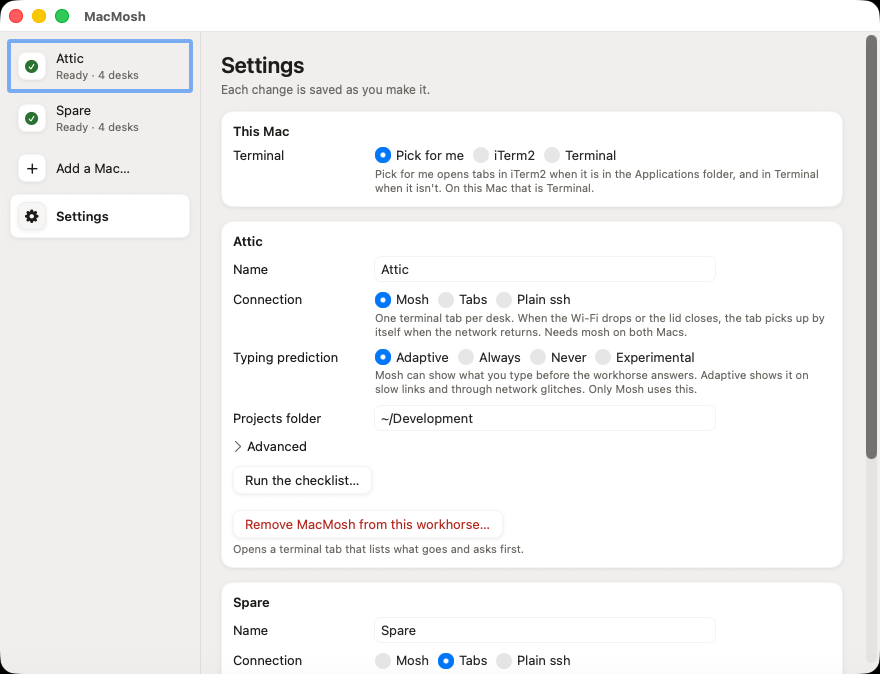 MacMosh
Attic
Ready · 4 desks
Spare
Ready · 4 desks
Add a Mac...
Settings
Settings
Each change is saved as you make it.
This Mac
Terminal
Pick for me
iTerm2
Terminal
Pick for me opens tabs in iTerm2 when it is in the Applications folder, and in Terminal
when it isn't. On this Mac that is Terminal.
Attic
Name
Attic
Connection
Mosh
Tabs
Plain ssh
One terminal tab per desk. When the Wi-Fi drops or the lid closes, the tab picks up by
itself when the network returns. Needs mosh on both Macs.
Typing prediction
Adaptive
Always
Never
Experimental
Mosh can show what you type before the workhorse answers. Adaptive shows it on
slow links and through network glitches. Only Mosh uses this.
Projects folder
~/Development
Advanced
Run the checklist...
Remove MacMosh from this workhorse...
Opens a terminal tab that lists what goes and asks first.
Spare
Name
Spare
Connection
Mosh
Tabs
Plain ssh